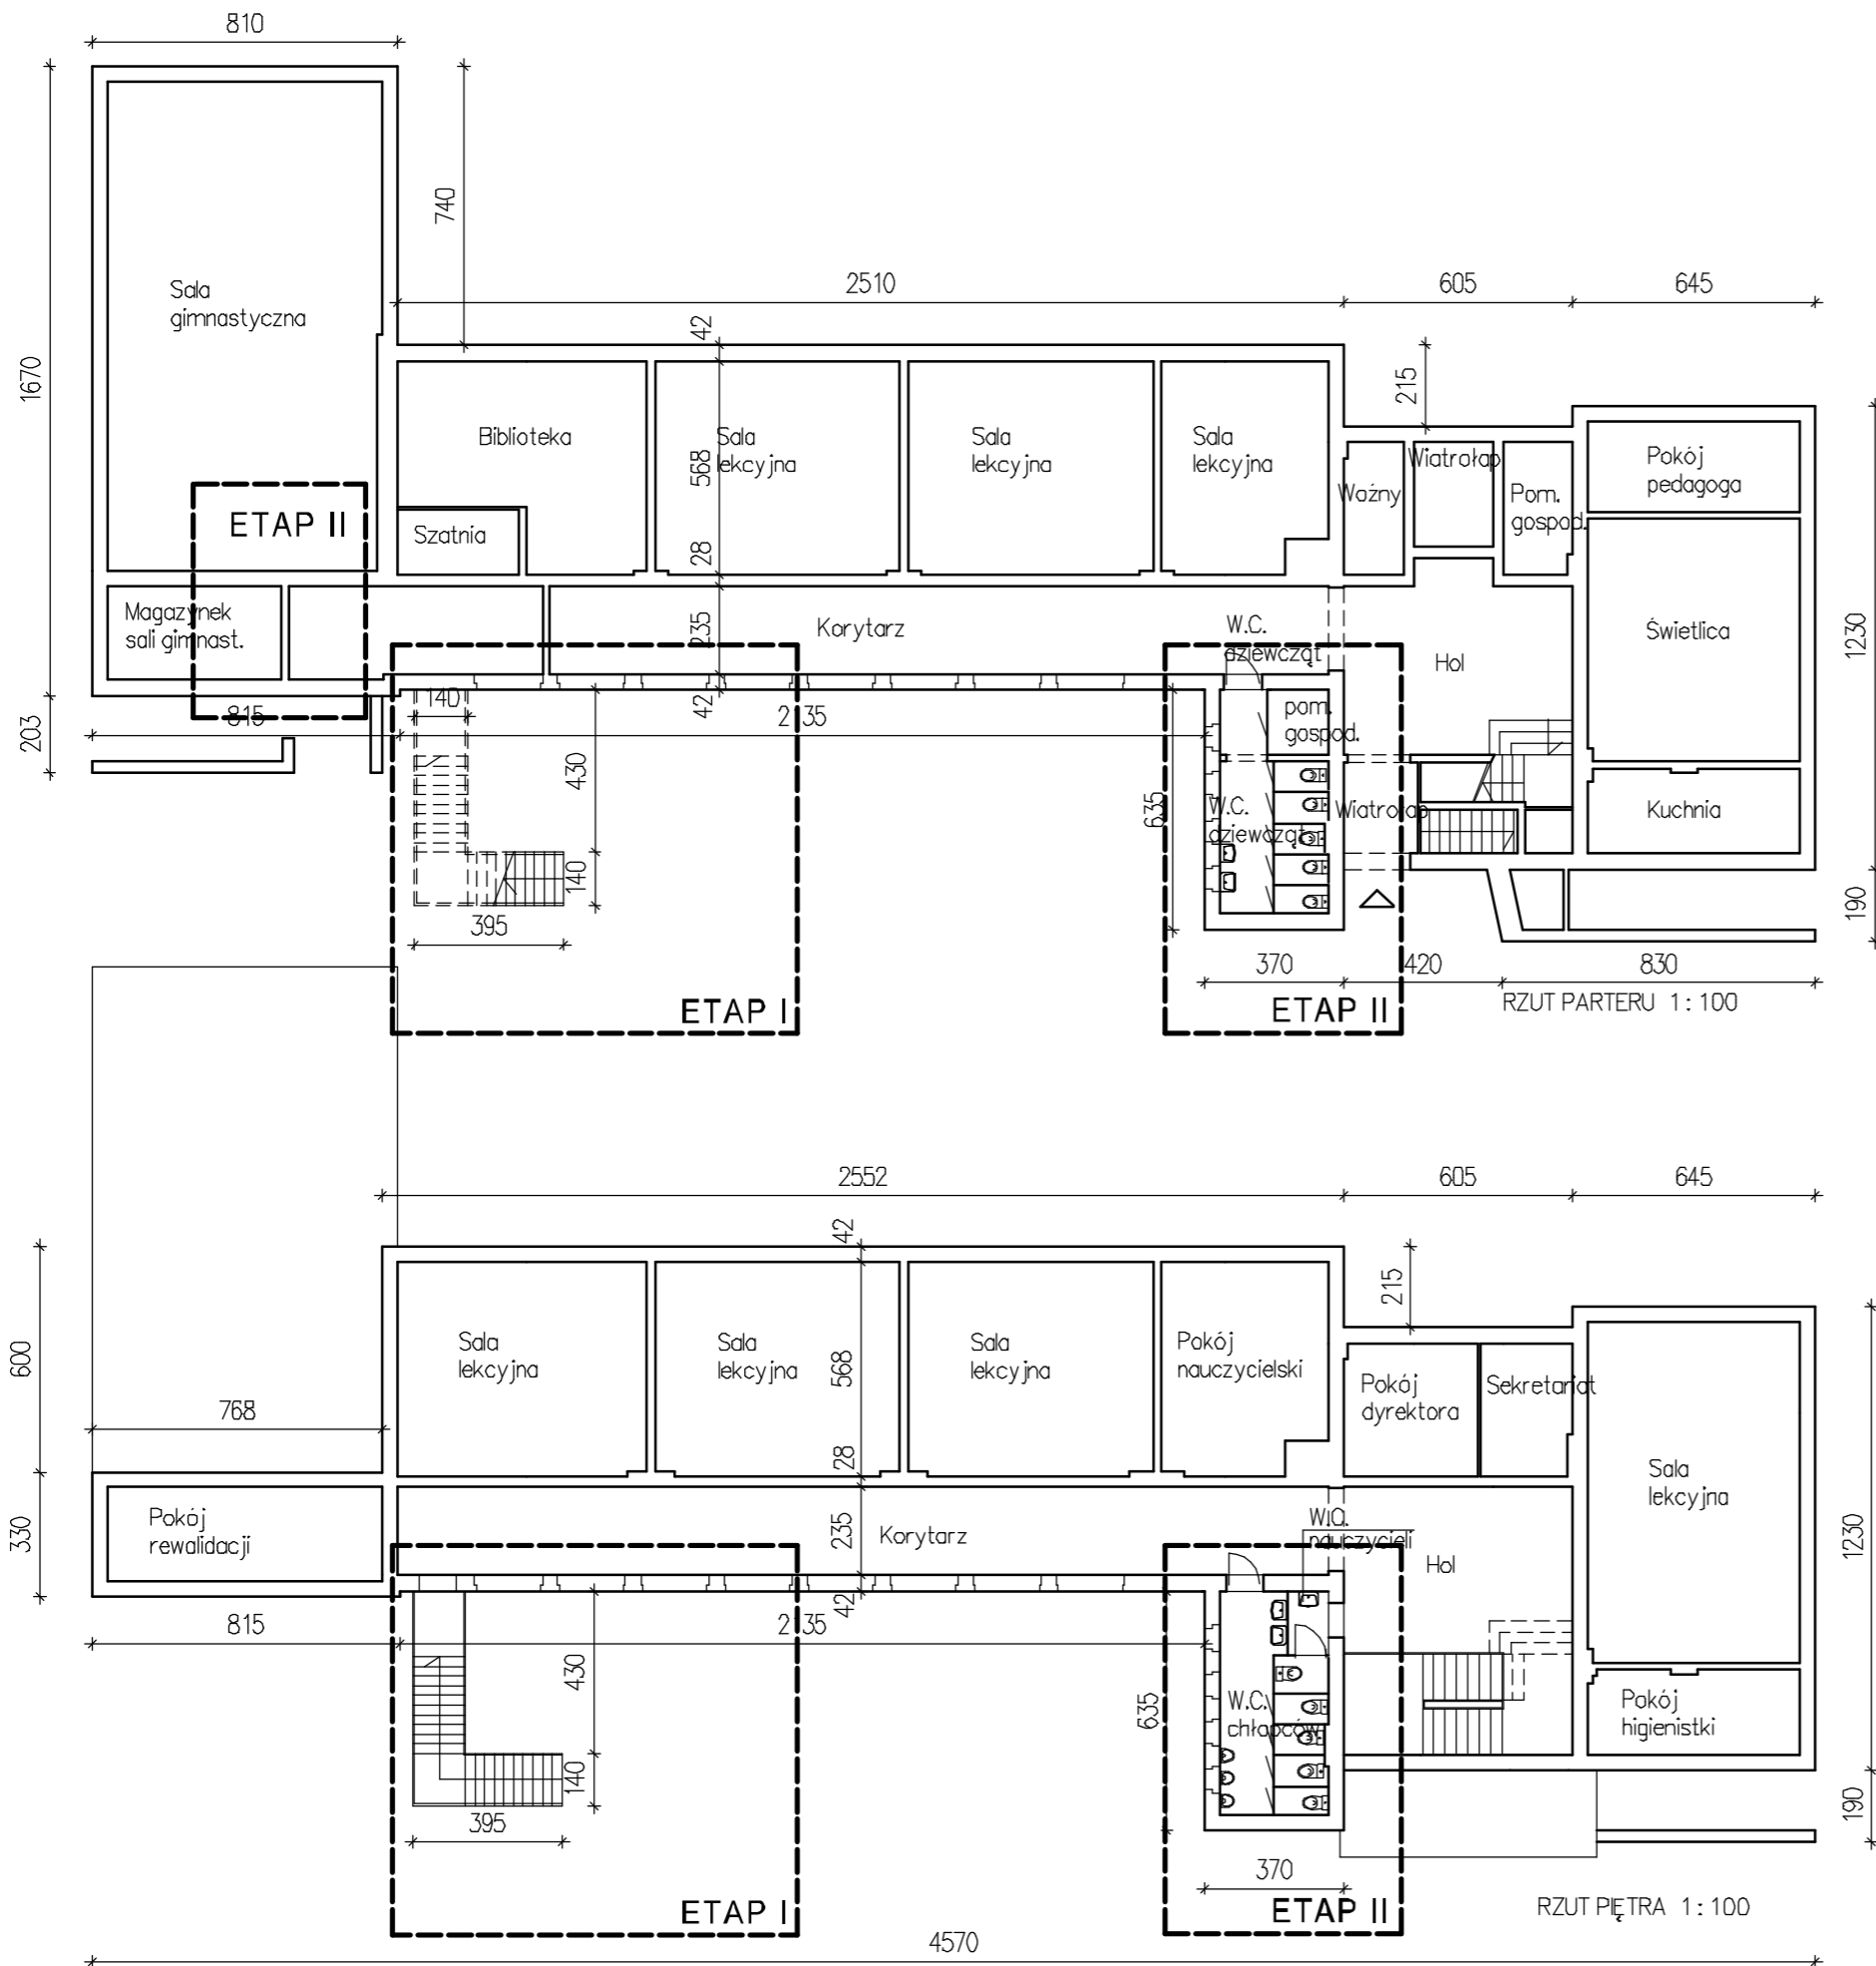 810
740
1670
2510
605
645
Sala
gimnastyczna
42
215
Biblioteka
Sala
lekcyjna
568
Sala
lekcyjna
Sala
lekcyjna
Ważny
Wiatrołap
Pom.
gospod.
Pokój
pedagoga
ETAP II
Szatnia
28
Magazynek
sali gimnast.
235
Korytarz
W.C.
dziewcząt
Hol
Świetlica
1230
203
815
140
42
2135
pom.
gospod.
430
635
W.C.
dziewcząt
Wiatrołap
Kuchnia
140
395
190
370
420
830
ETAP I
ETAP II
RZUT PARTERU 1:100
2552
605
645
42
215
600
Sala
lekcyjna
Sala
lekcyjna
568
Sala
lekcyjna
Pokój
nauczycielski
Pokój
dyrektora
Sekretariat
768
28
Sala
lekcyjna
330
Pokój
rewalidacji
235
Korytarz
W.C.
nauczycieli
Hol
1230
815
42
2135
430
635
W.C.
chłopców
Pokój
higienistki
140
395
190
370
ETAP I
ETAP II
RZUT PIĘTRA 1:100
4570